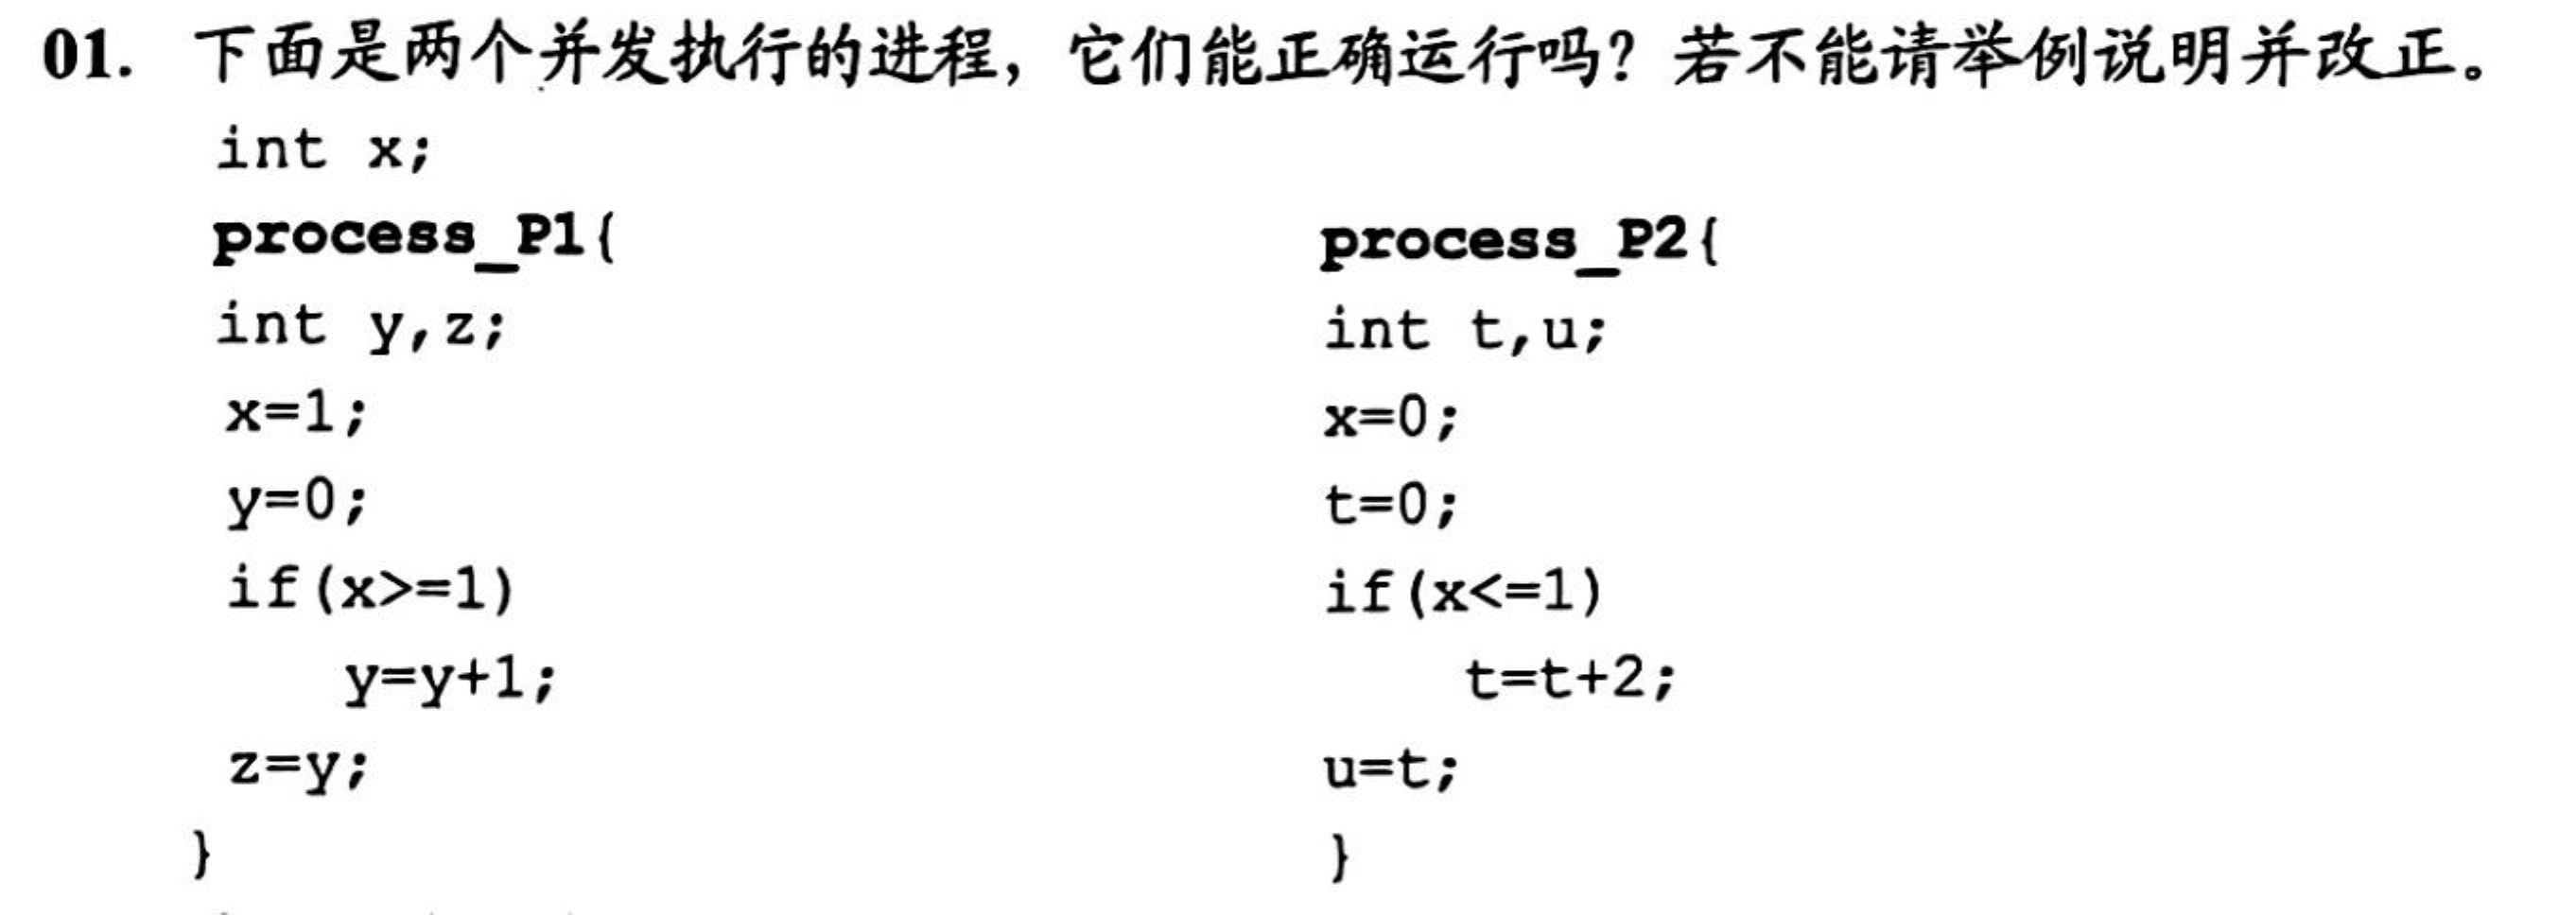 01. 下面是两个并发执行的进程，它们能正确运行吗？若不能请举例说明并改正。
int x;
process_P1{
int y,z;
x=1;
y=0;
if(x>=1)
y=y+1;
z=y;
}
process_P2{
int t,u;
x=0;
t=0;
if(x<=1)
t=t+2;
u=t;
}